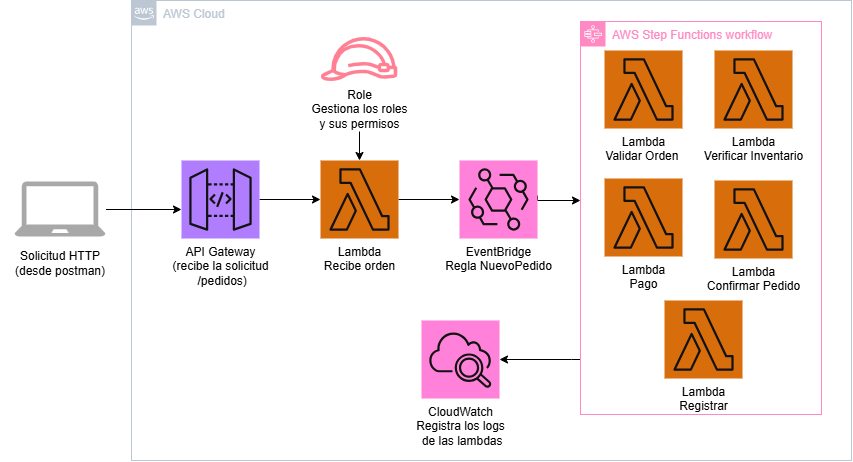 aws
AWS Cloud
AWS Step Functions workflow
Role
Gestiona los roles
y sus permisos
Lambda
Validar Orden
Lambda
Verificar Inventario
Solicitud HTTP
(desde postman)
API Gateway
(recibe la solicitud
/pedidos)
Lambda
Recibe orden
EventBridge
Regla NuevoPedido
Lambda
Pago
Lambda
Confirmar Pedido
CloudWatch
Registra los logs
de las lambdas
Lambda
Registrar